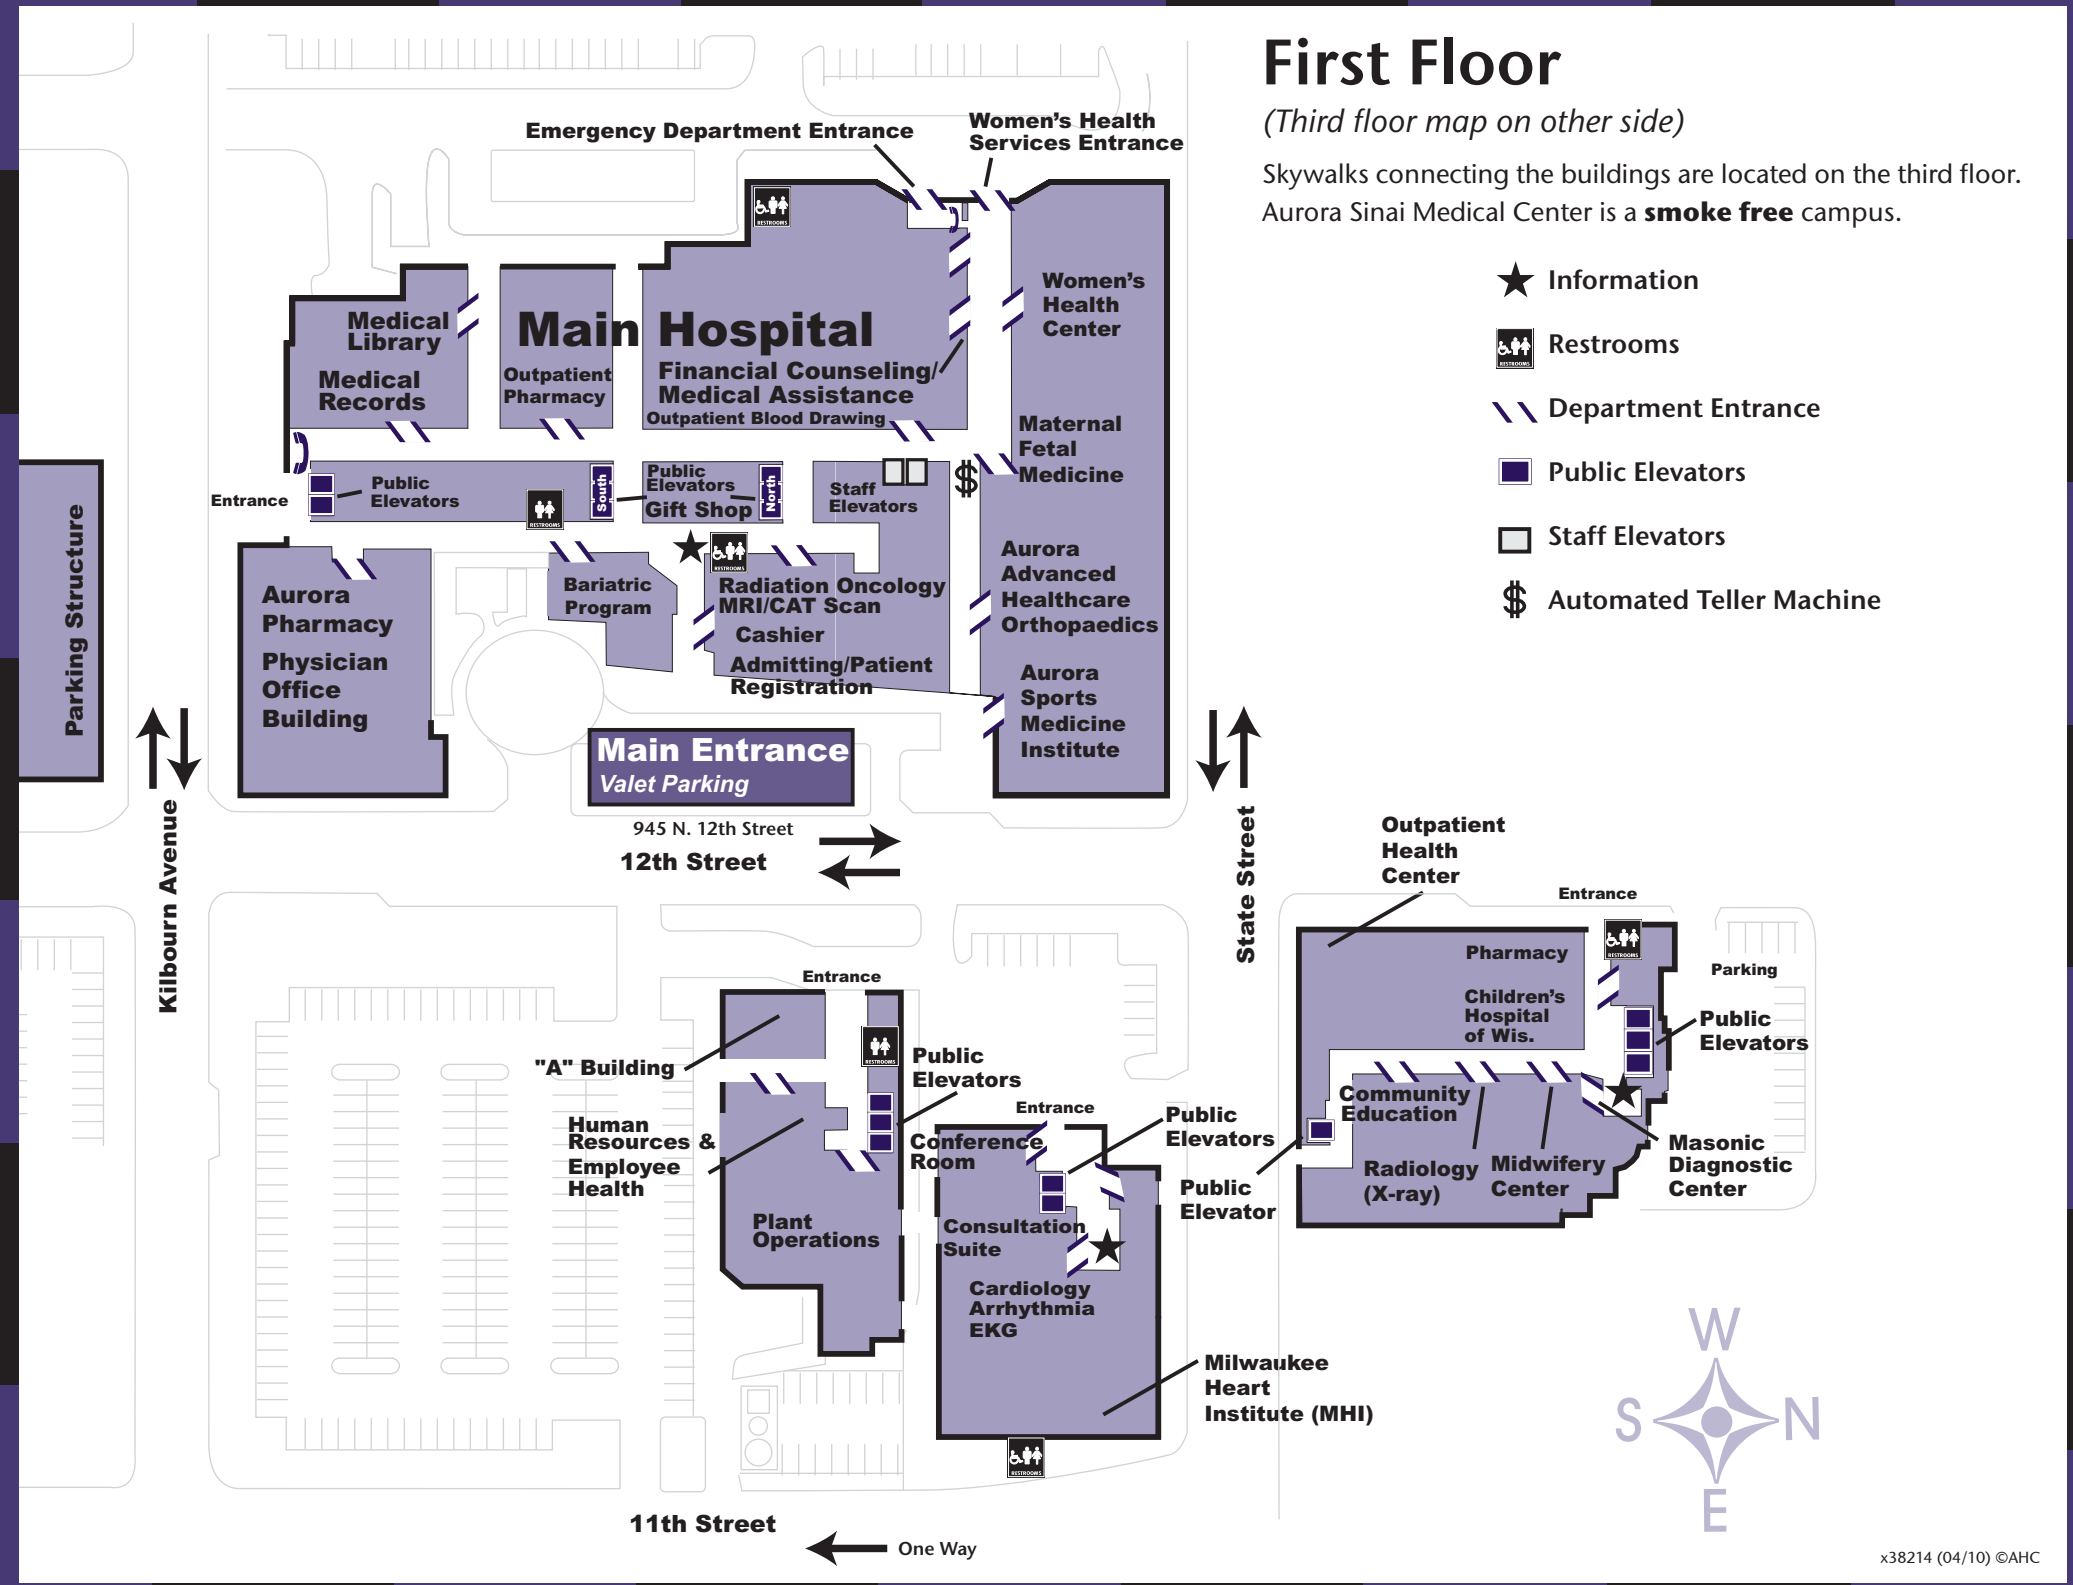 First Floor
(Third floor map on other side)
Skywalks connecting the buildings are located on the third floor.
Aurora Sinai Medical Center is a smoke free campus.
Information
RESTROOMS
Restrooms
Department Entrance
Public Elevators
Staff Elevators
$ Automated Teller Machine
Emergency Department Entrance
Women's Health
Services Entrance
RESTROOMS
Main Hospital
Medical
Library
Medical
Records
Outpatient
Pharmacy
Financial Counseling/
Medical Assistance
Outpatient Blood Drawing
Women's
Health
Center
Maternal
Fetal
Medicine
Entrance
Public
Elevators
RESTROOMS
South
Public
Elevators
Gift Shop
North
Staff
Elevators
$
RESTROOMS
Aurora
Pharmacy
Physician
Office
Building
Bariatric
Program
Radiation Oncology
MRI/CAT Scan
Cashier
Admitting/Patient
Registration
Aurora
Advanced
Healthcare
Orthopaedics
Aurora
Sports
Medicine
Institute
Parking Structure
Main Entrance
Valet Parking
945 N. 12th Street
12th Street
Kilbourn Avenue
State Street
Outpatient
Health
Center
Entrance
RESTROOMS
Pharmacy
Children's
Hospital
of Wis.
Parking
Public
Elevators
Community
Education
Radiology
(X-ray)
Midwifery
Center
Masonic
Diagnostic
Center
Public
Elevator
Entrance
RESTROOMS
"A" Building
Public
Elevators
Human
Resources &
Employee
Health
Plant
Operations
Entrance
Public
Elevators
Conference
Room
Consultation
Suite
Cardiology
Arrhythmia
EKG
Milwaukee
Heart
Institute (MHI)
RESTROOMS
11th Street
One Way
W
S
N
E
x38214 (04/10) ©AHC